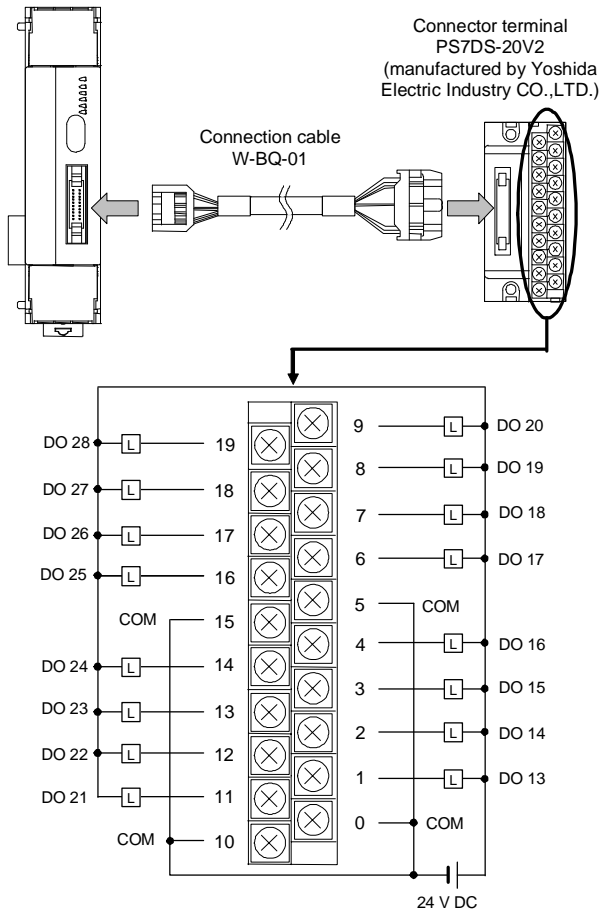 Connector terminal
PS7DS-20V2
(manufactured by Yoshida
Electric Industry CO.,LTD.)
Connection cable
W-BQ-01
9 L DO 20
DO 28 L 19
8 L DO 19
DO 27 L 18
7 L DO 18
DO 26 L 17
6 L DO 17
DO 25 L 16
5 COM
COM 15
4 L DO 16
DO 24 L 14
3 L DO 15
DO 23 L 13
2 L DO 14
DO 22 L 12
1 L DO 13
DO 21 L 11
0 COM
COM 10
24 V DC